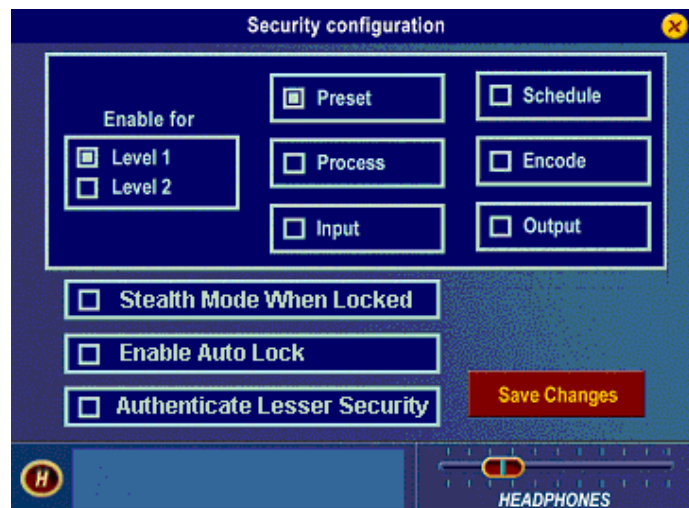 Security configuration
Enable for
Level 1
Level 2
Preset
Process
Input
Schedule
Encode
Output
Stealth Mode When Locked
Enable Auto Lock
Authenticate Lesser Security
Save Changes
H
HEADPHONES